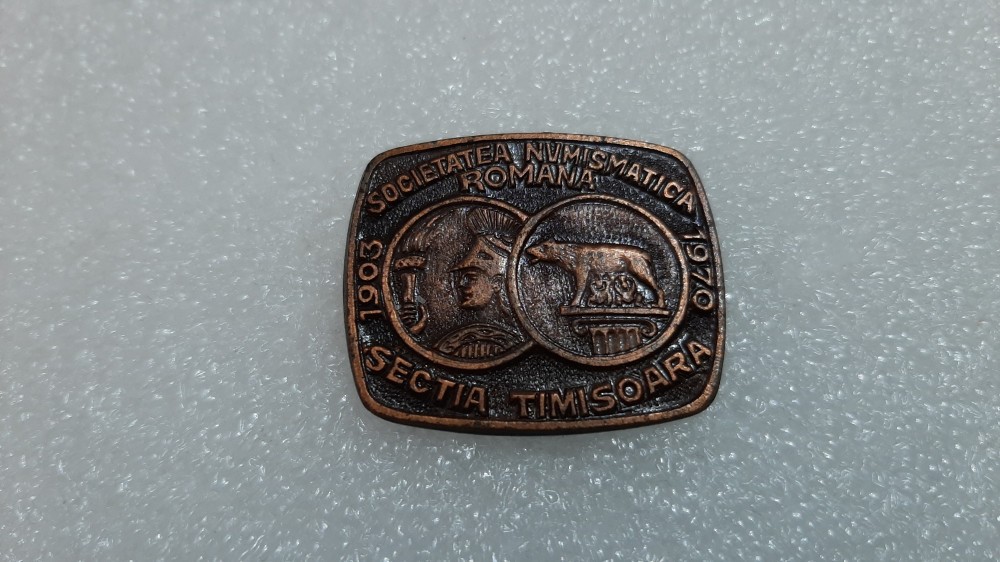 SOCIETATEA NUMISMATICA
ROMANA
1903
1970
SECTIA TIMISOARA